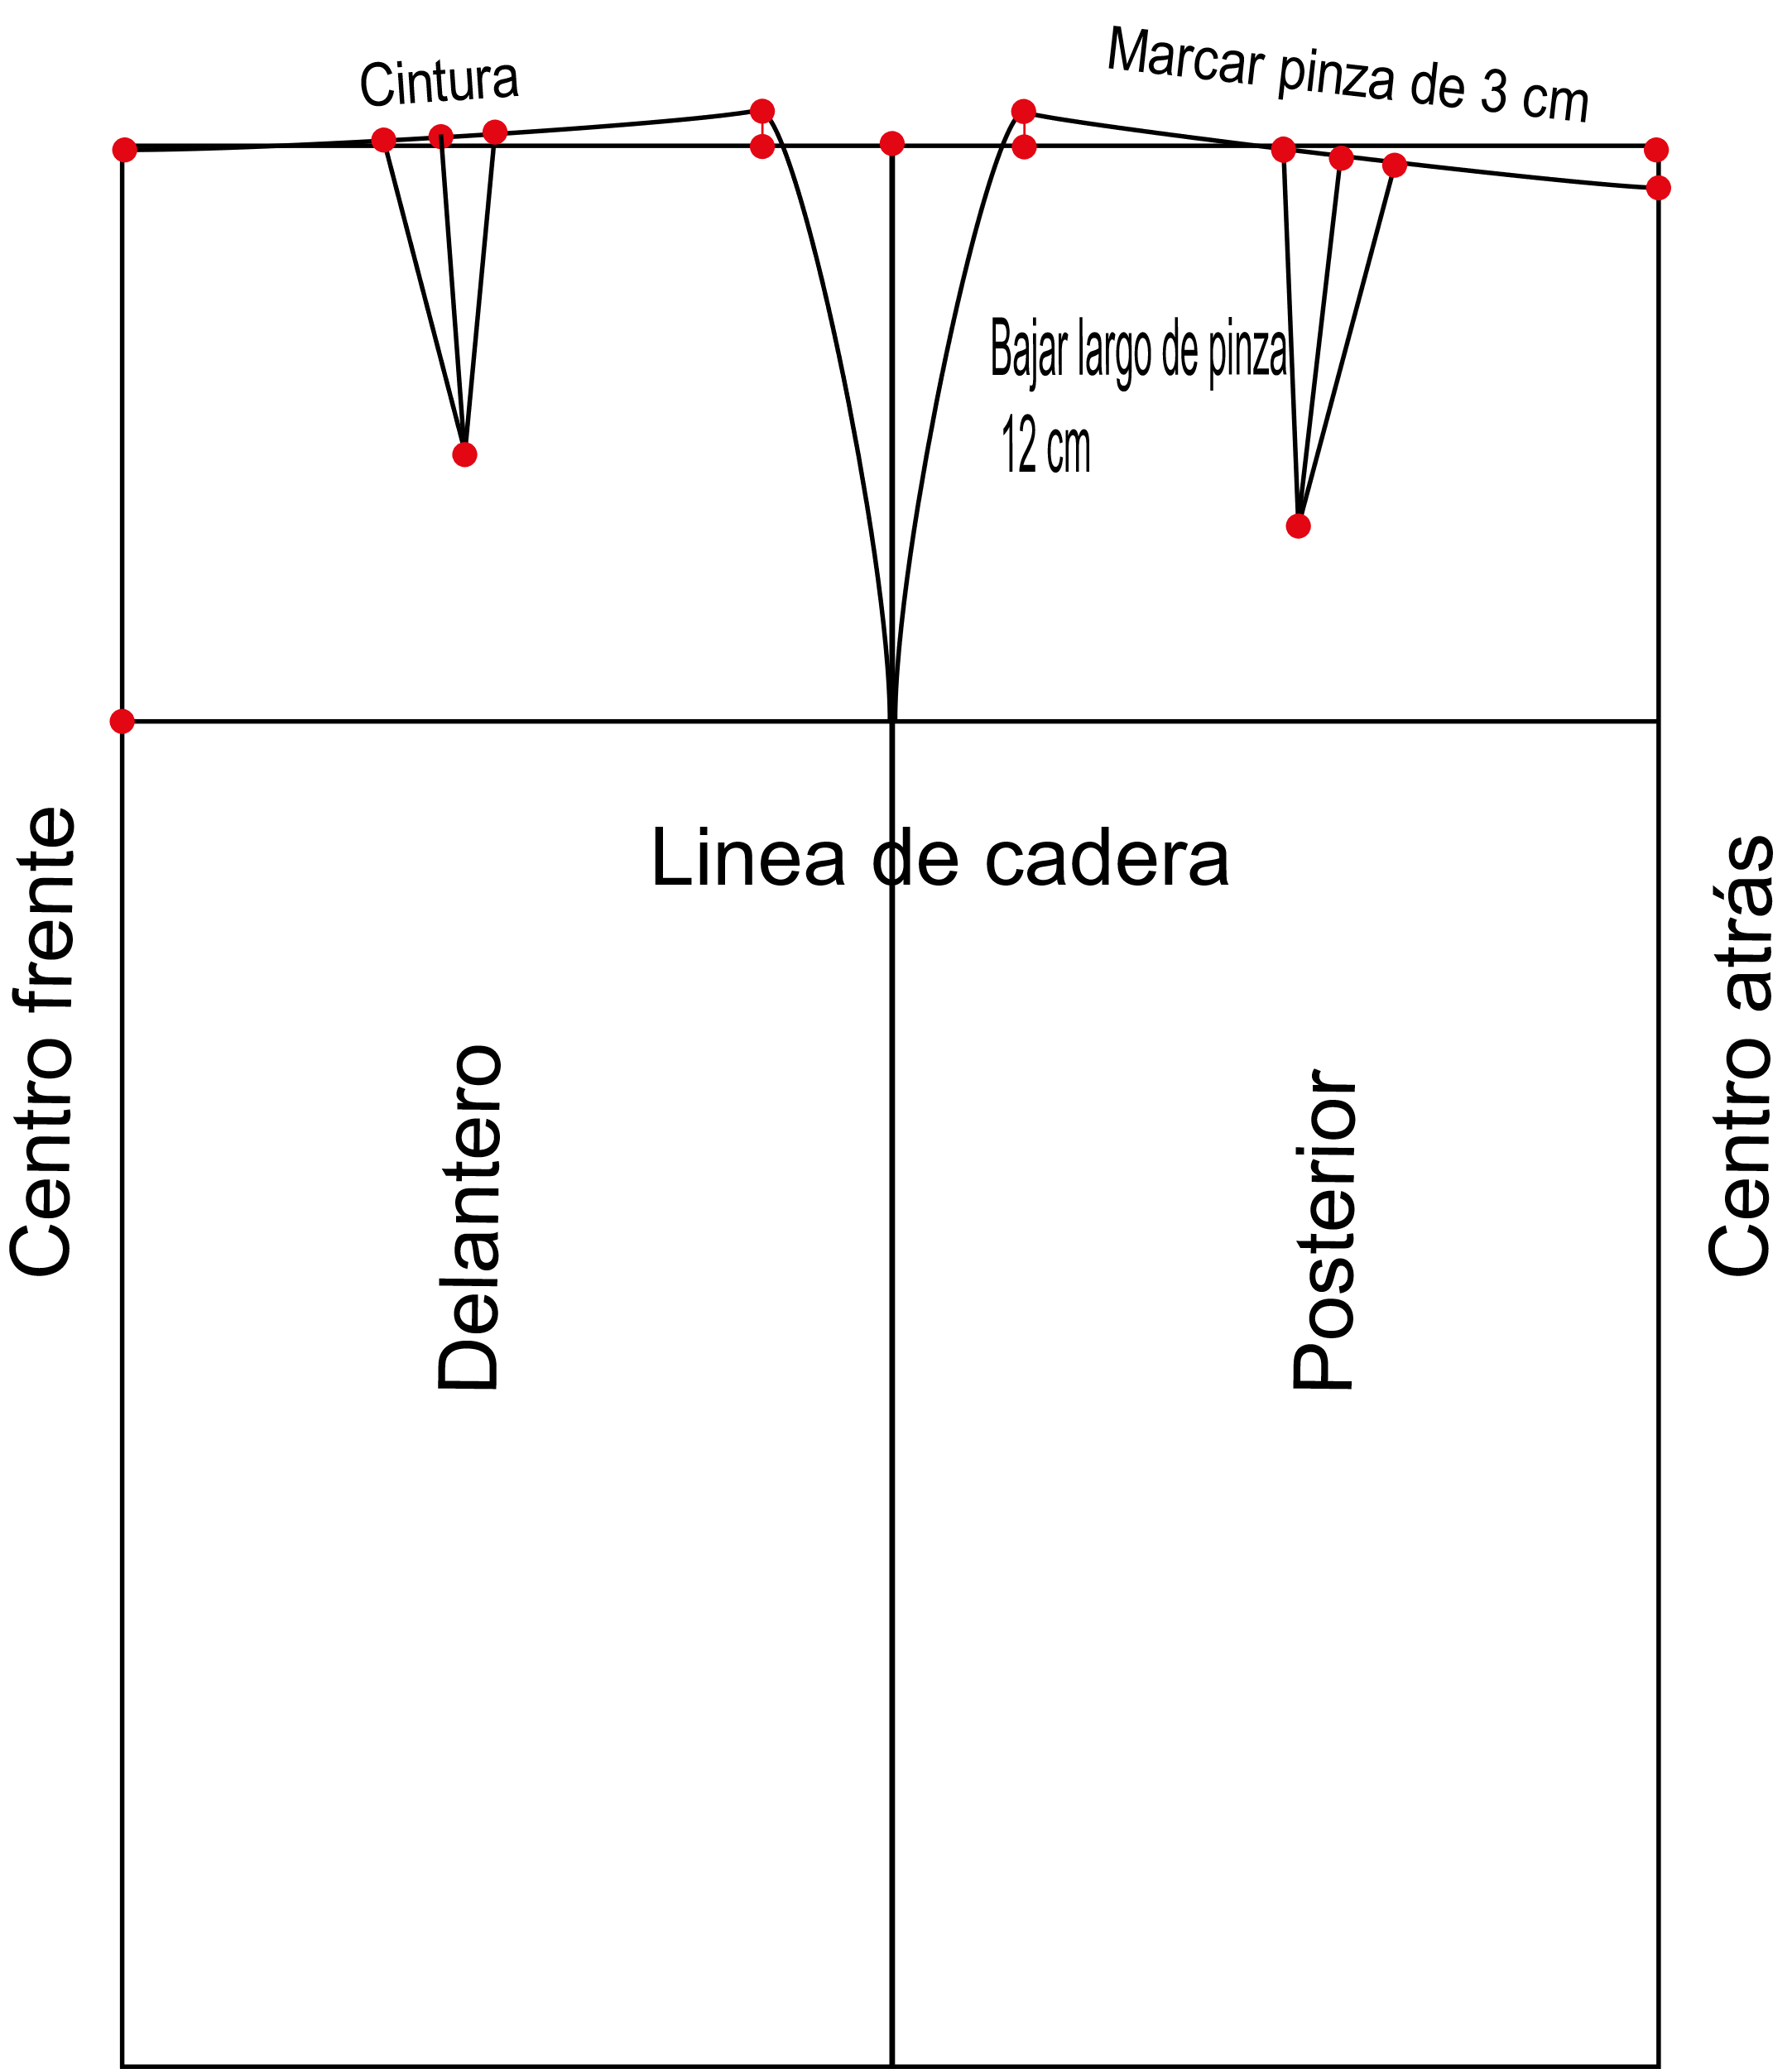 Cintura
Marcar pinza de 3 cm
Bajar largo de pinza
12 cm
Linea de cadera
Centro frente
Delantero
Posterior
Centro atrás